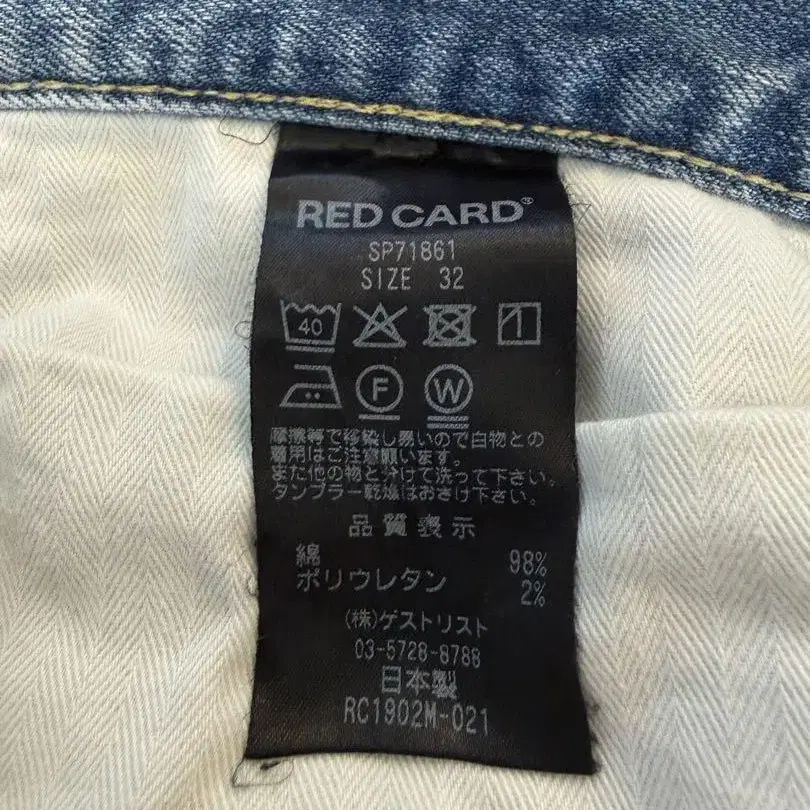 RED CARD®
SP71861
SIZE 32
40
F W
摩擦等で移染し易いので白物との
着用はご注意願います。
また他の物と分けて洗って下さい。
タンブラー乾燥はおさけ下さい。
品質表示
綿 98%
ポリウレタン 2%
(株)ゲストリスト
03-5728-8788
日本製
RC1902M-021